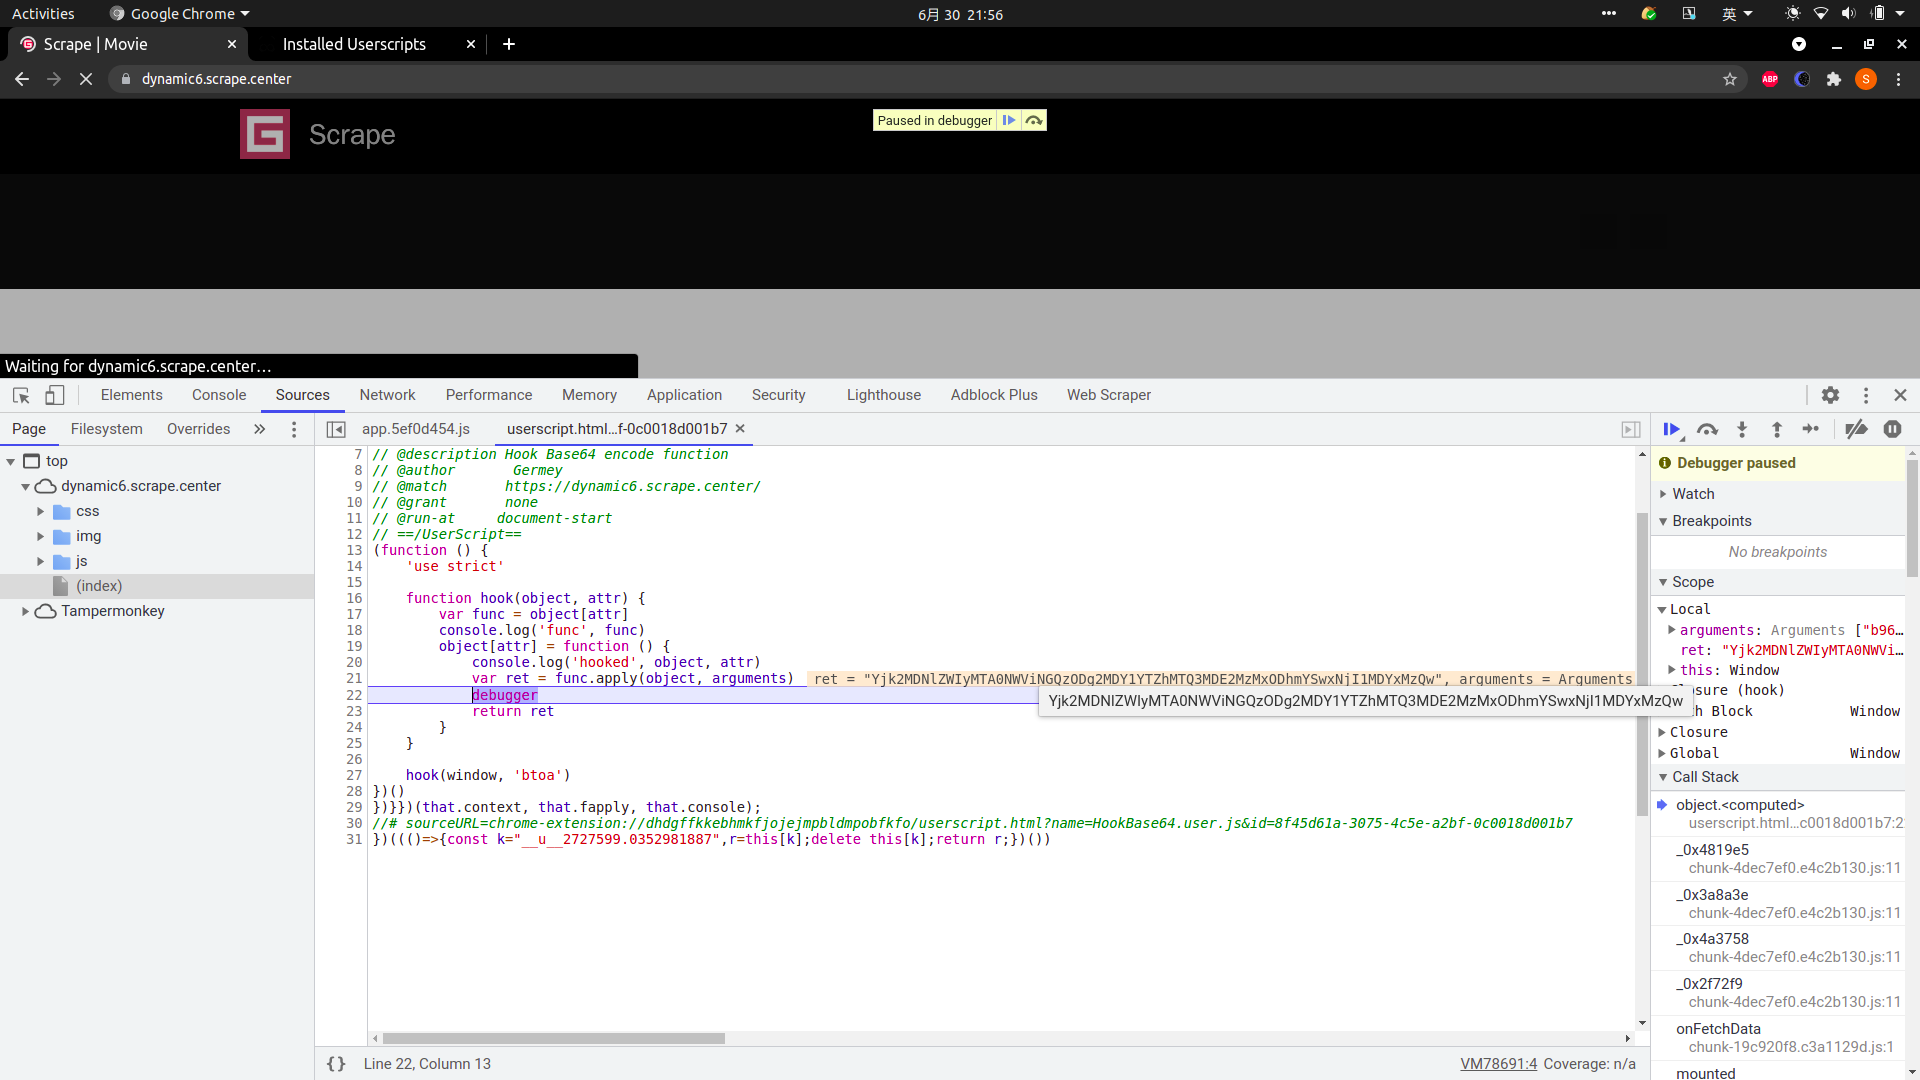 Activities Google Chrome 6月 30 21:56 英
Scrape | Movie Installed Userscripts
dynamic6.scrape.center ABP S
Scrape
Paused in debugger
Waiting for dynamic6.scrape.center…
Elements Console Sources Network Performance Memory Application Security Lighthouse Adblock Plus Web Scraper
Page Filesystem Overrides
app.5ef0d454.js userscript.html…f-0c0018d001b7
top
dynamic6.scrape.center
css
img
js
(index)
Tampermonkey
7 // @description Hook Base64 encode function
8 // @author Germey
9 // @match https://dynamic6.scrape.center/
10 // @grant none
11 // @run-at document-start
12 // ==/UserScript==
13 (function () {
14 'use strict'
15
16 function hook(object, attr) {
17 var func = object[attr]
18 console.log('func', func)
19 object[attr] = function () {
20 console.log('hooked', object, attr)
21 var ret = func.apply(object, arguments) ret = "Yjk2MDNlZWIyMTA0NWViNGQzODg2MDY1YTZhMTQ3MDE2MzMxODhmYSwxNjI1MDYxMzQw", arguments = Arguments
22 debugger
Yjk2MDNlZWIyMTA0NWViNGQzODg2MDY1YTZhMTQ3MDE2MzMxODhmYSwxNjI1MDYxMzQw
23 return ret
24 }
25 }
26
27 hook(window, 'btoa')
28 })()
29 })}})(that.context, that.fapply, that.console);
30 //# sourceURL=chrome-extension://dhdgffkkebhmkfjojejmpbldmpobfkfo/userscript.html?name=HookBase64.user.js&id=8f45d61a-3075-4c5e-a2bf-0c0018d001b7
31 })((()=>{const k="__u__2727599.0352981887",r=this[k];delete this[k];return r;})())
{} Line 22, Column 13 VM78691:4 Coverage: n/a
Debugger paused
Watch
Breakpoints
No breakpoints
Scope
Local
arguments: Arguments ["b96…
ret: "Yjk2MDNlZWIyMTA0NWVi…
this: Window
losure (hook)
th Block Window
Closure
Global Window
Call Stack
object.<computed>
userscript.html…c0018d001b7:2
_0x4819e5
chunk-4dec7ef0.e4c2b130.js:11
_0x3a8a3e
chunk-4dec7ef0.e4c2b130.js:11
_0x4a3758
chunk-4dec7ef0.e4c2b130.js:11
_0x2f72f9
chunk-4dec7ef0.e4c2b130.js:11
onFetchData
chunk-19c920f8.c3a1129d.js:1
mounted